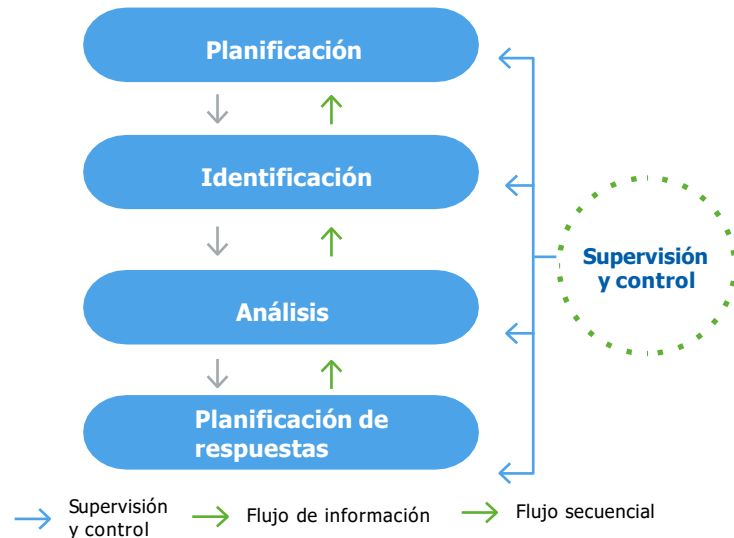 Planificación
Identificación
Análisis
Planificación de
respuestas
Supervisión
y control
Supervisión
y control
Flujo de información
Flujo secuencial